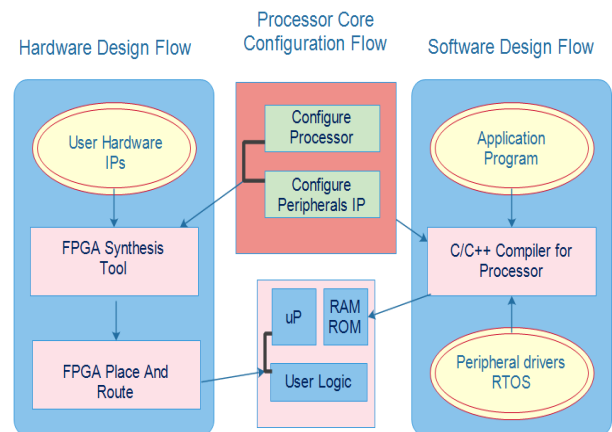 Hardware Design Flow
Processor Core
Configuration Flow
Software Design Flow
User Hardware
IPs
FPGA Synthesis
Tool
FPGA Place And
Route
Configure
Processor
Configure
Peripherals IP
uP
RAM
ROM
User Logic
Application
Program
C/C++ Compiler for
Processor
Peripheral drivers
RTOS